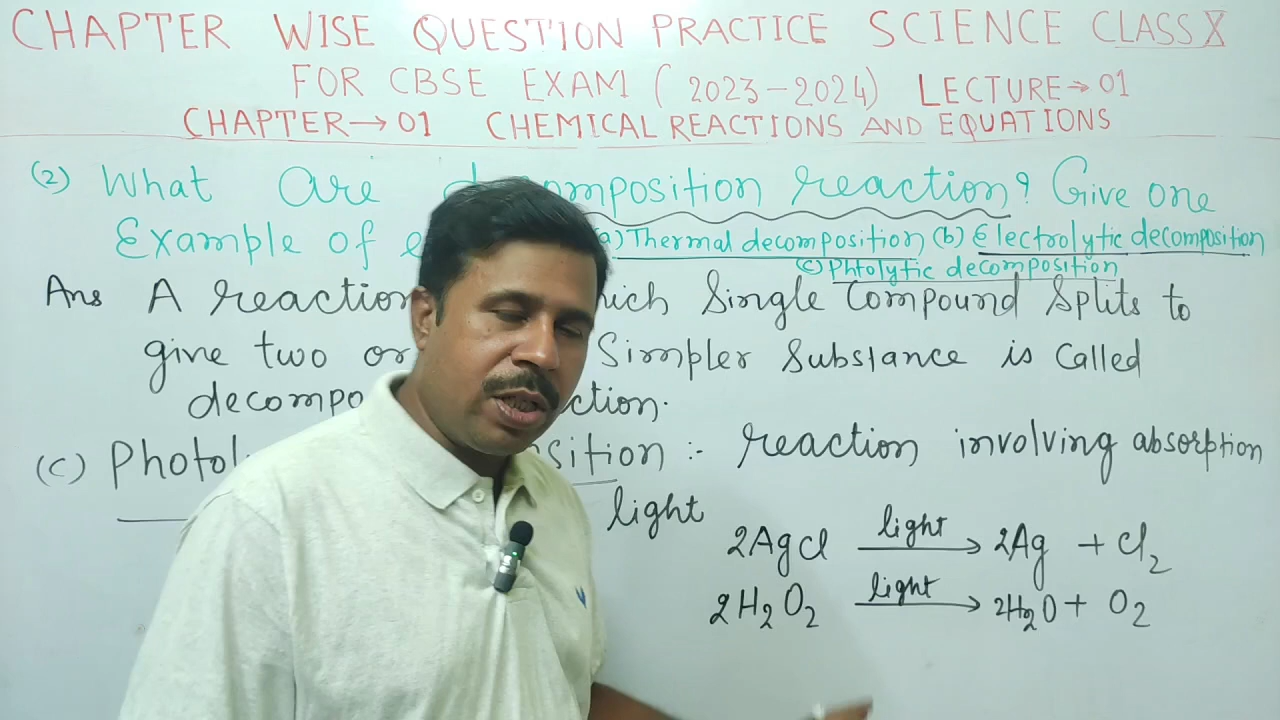 CHAPTER WISE QUESTION PRACTICE SCIENCE CLASS X
FOR CBSE EXAM (2023-2024) LECTURE→01
CHAPTER→01 CHEMICAL REACTIONS AND EQUATIONS
(2) What are composition reaction? Give one
Example of (a) Thermal decomposition (b) Electrolytic decomposition
(c) Phtolytic decomposition
Ans A reaction Single Compound Splits to
give two or Simpler Substance is Called
decompo ction.
(C) Photol sition :- reaction involving absorption
light
2AgCl light→ 2Ag + Cl₂
2H₂O₂ light→ 2H₂O + O₂